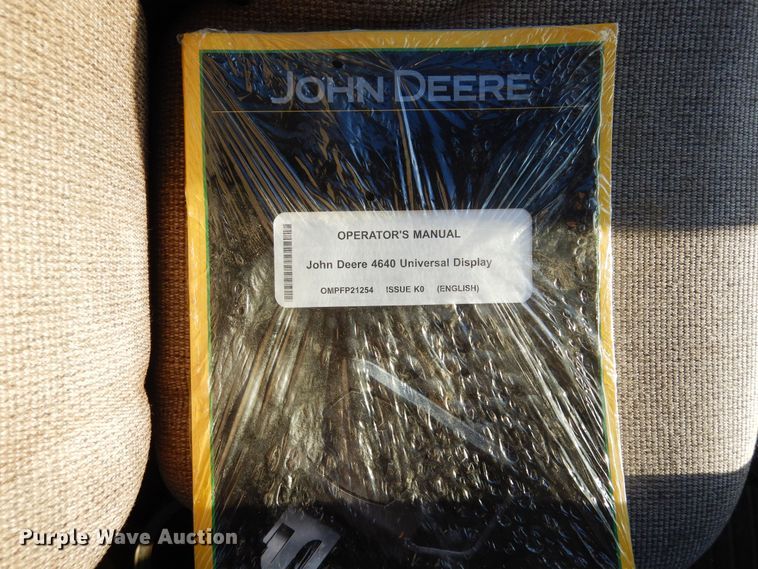 JOHN DEERE
OPERATOR'S MANUAL
John Deere 4640 Universal Display
OMPFP21254 ISSUE K0 (ENGLISH)
Purple Wave Auction